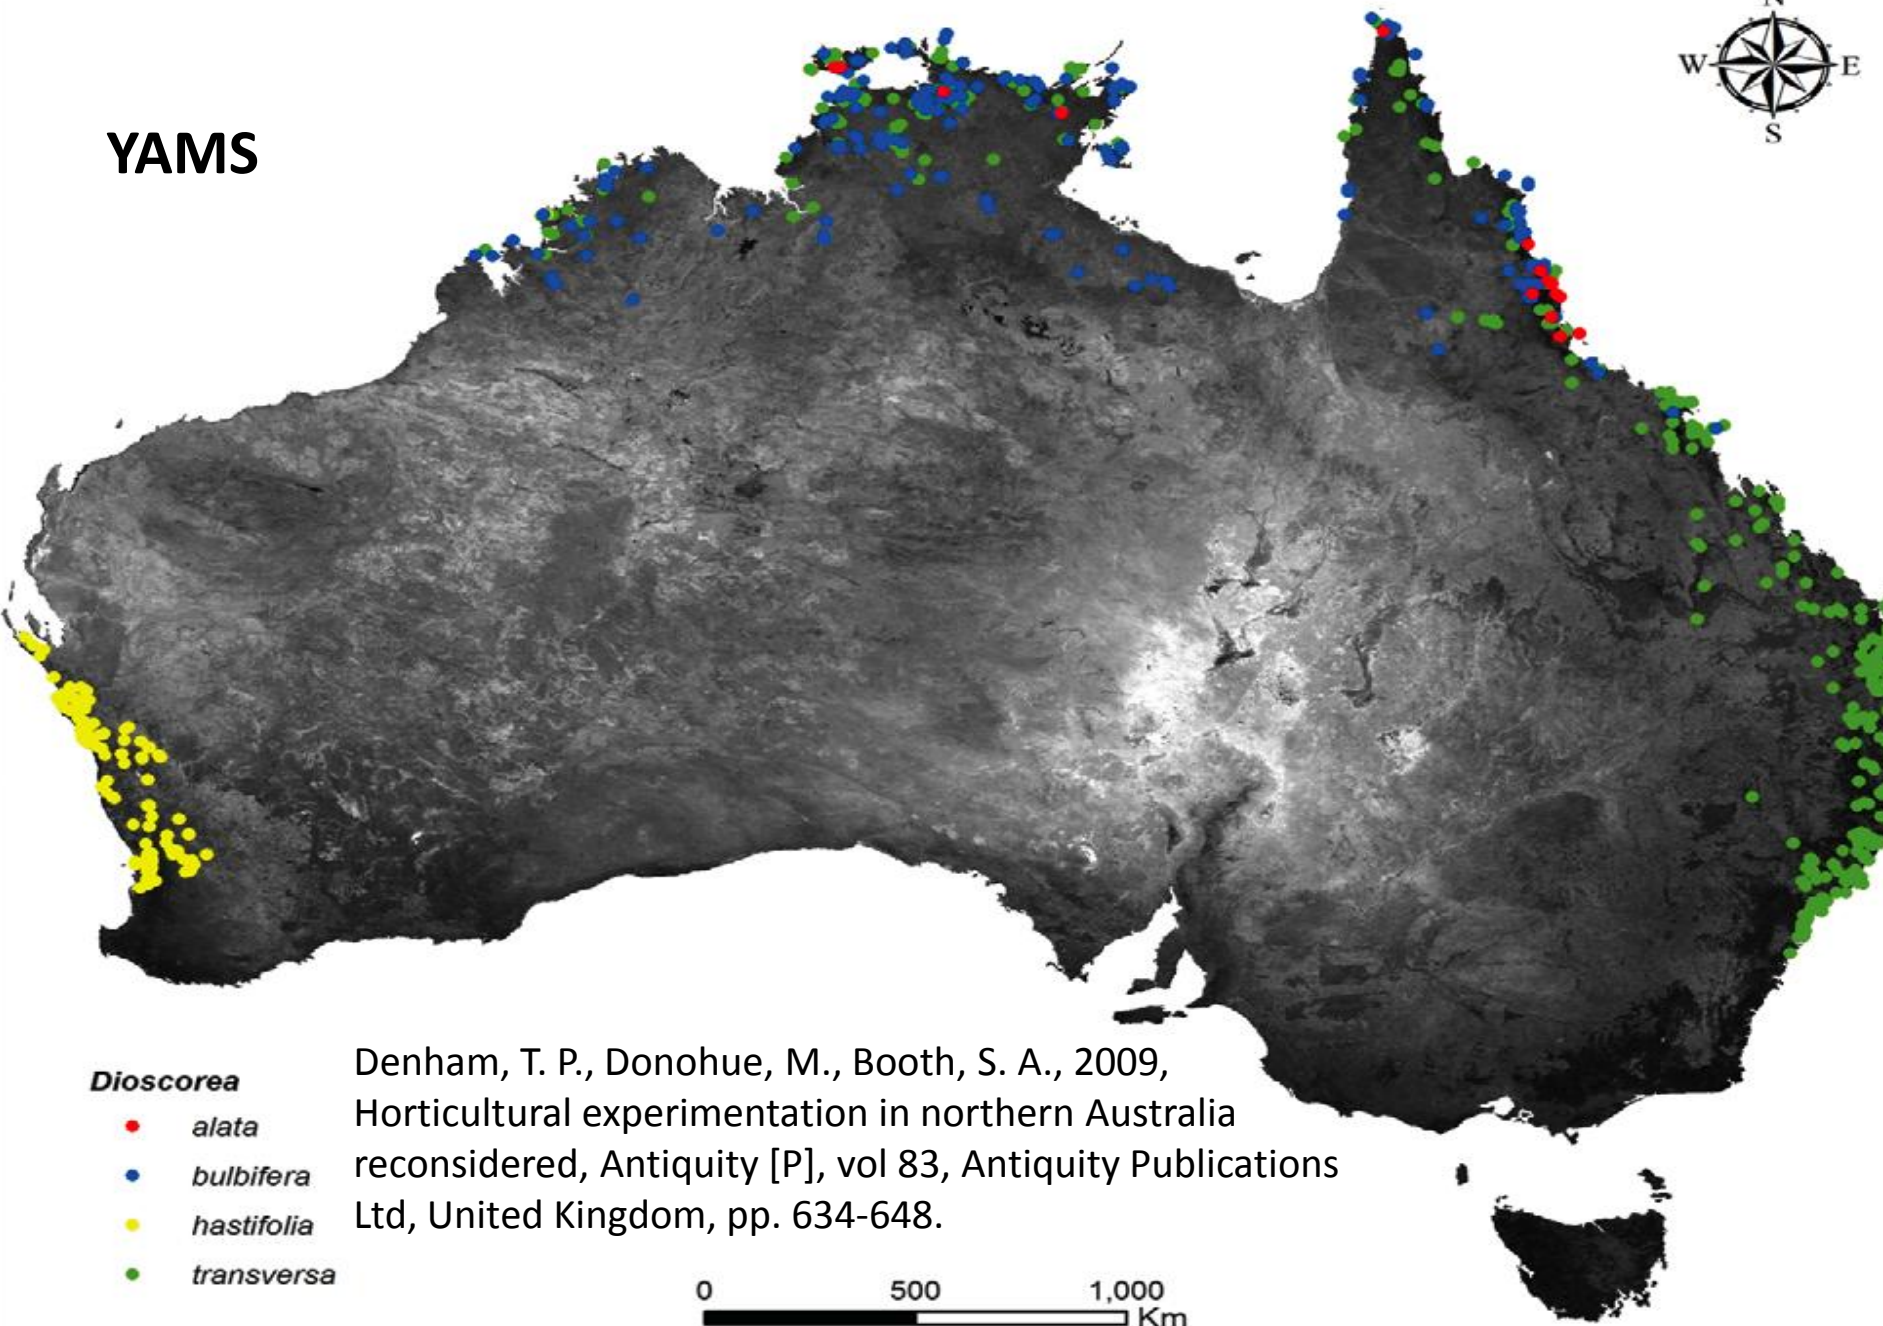 N
W E
S
YAMS
Dioscorea
alata
bulbifera
hastifolia
transversa
Denham, T. P., Donohue, M., Booth, S. A., 2009,
Horticultural experimentation in northern Australia
reconsidered, Antiquity [P], vol 83, Antiquity Publications
Ltd, United Kingdom, pp. 634-648.
0 500 1,000
Km